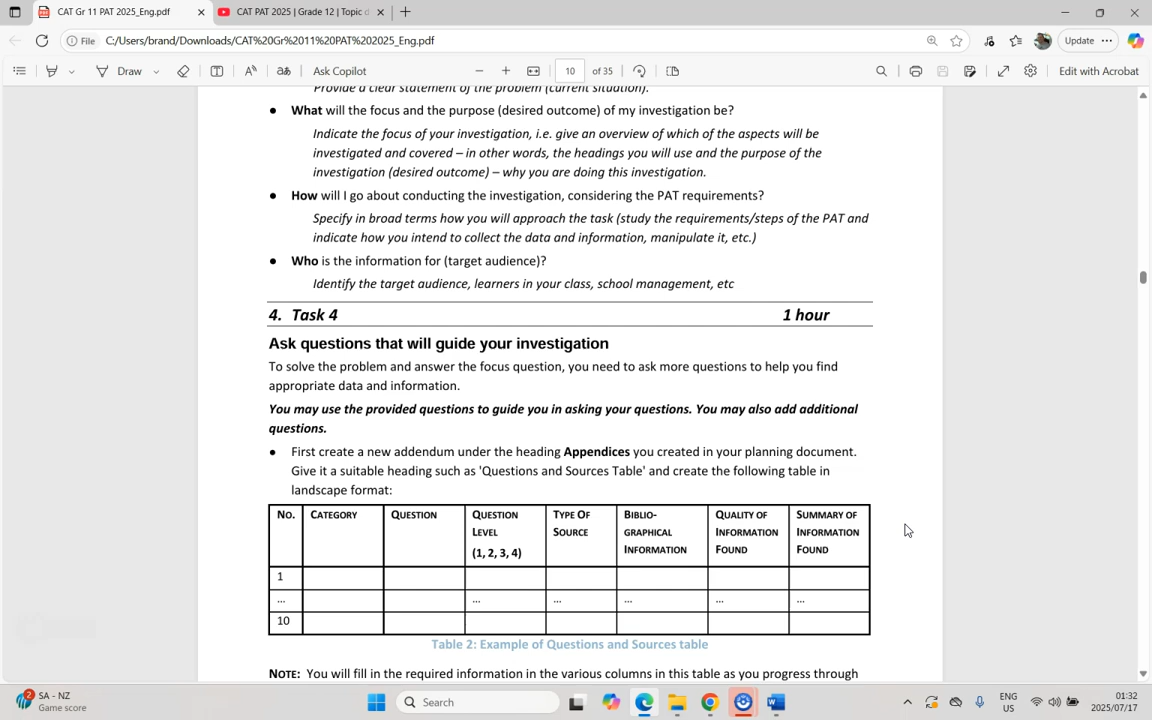 CAT Gr 11 PAT 2025_Eng.pdf
CAT PAT 2025 | Grade 12 | Topic d
File
C:/Users/brand/Downloads/CAT%20Gr%2011%20PAT%202025_Eng.pdf
Update
Draw
Ask Copilot
10 of 35
Edit with Acrobat
Provide a clear statement of the problem (current situation).
● What will the focus and the purpose (desired outcome) of my investigation be?
Indicate the focus of your investigation, i.e. give an overview of which of the aspects will be
investigated and covered – in other words, the headings you will use and the purpose of the
investigation (desired outcome) – why you are doing this investigation.
● How will I go about conducting the investigation, considering the PAT requirements?
Specify in broad terms how you will approach the task (study the requirements/steps of the PAT and
indicate how you intend to collect the data and information, manipulate it, etc.)
● Who is the information for (target audience)?
Identify the target audience, learners in your class, school management, etc
4. Task 4 1 hour
Ask questions that will guide your investigation
To solve the problem and answer the focus question, you need to ask more questions to help you find
appropriate data and information.
You may use the provided questions to guide you in asking your questions. You may also add additional
questions.
● First create a new addendum under the heading Appendices you created in your planning document.
Give it a suitable heading such as 'Questions and Sources Table' and create the following table in
landscape format:
NO. CATEGORY QUESTION QUESTION LEVEL (1, 2, 3, 4) TYPE OF SOURCE BIBLIO-GRAPHICAL INFORMATION QUALITY OF INFORMATION FOUND SUMMARY OF INFORMATION FOUND
1
... ... ... ... ... ...
10
Table 2: Example of Questions and Sources table
NOTE: You will fill in the required information in the various columns in this table as you progress through
2
SA - NZ
Game score
Search
ENG
US
01:32
2025/07/17